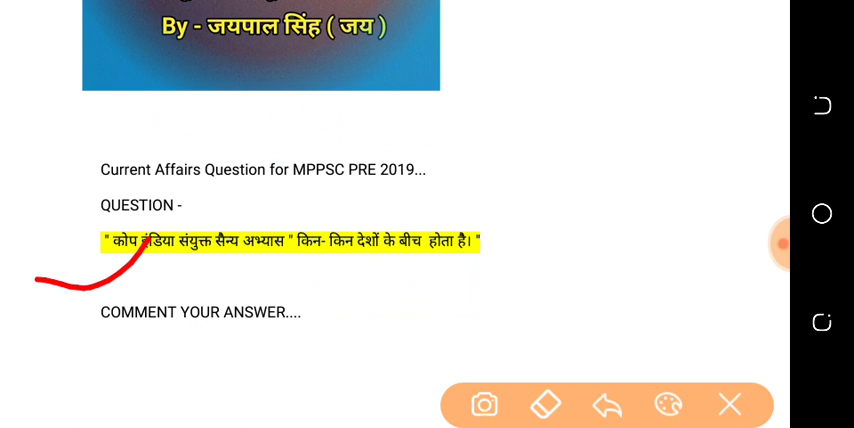 By - जयपाल सिंह ( जय )
Current Affairs Question for MPPSC PRE 2019...
QUESTION -
" कोप इंडिया संयुक्त सैन्य अभ्यास " किन- किन देशों के बीच होता है। "
COMMENT YOUR ANSWER....